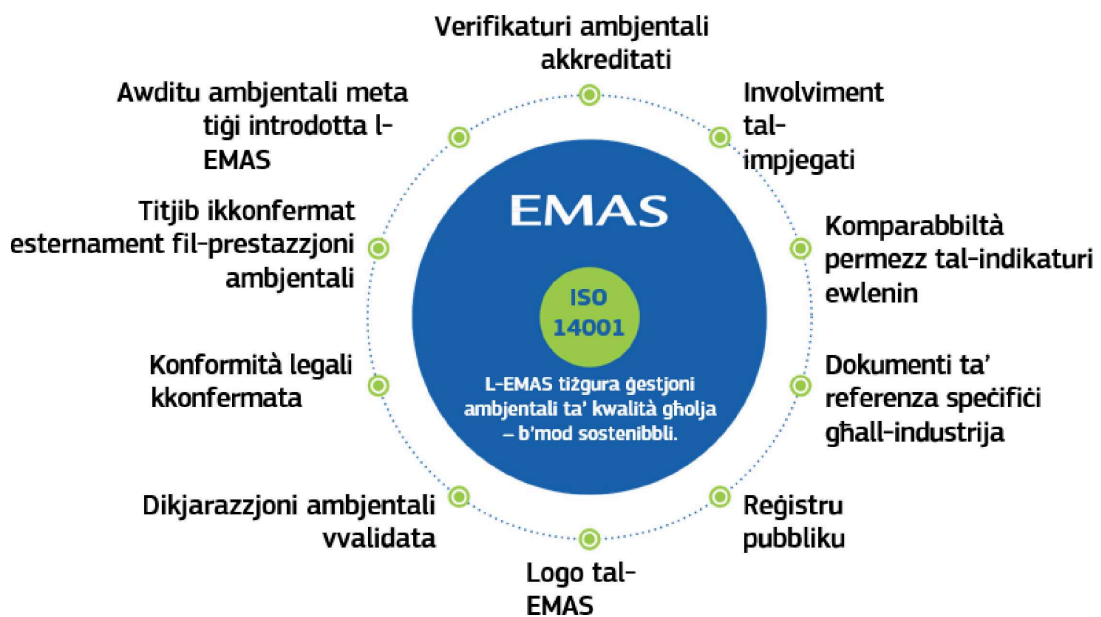 Verifikaturi ambjentali
akkreditati
Involviment
tal-
impjegati
Komparabbiltà
permezz tal-indikaturi
ewlenin
Dokumenti ta'
referenza speċifiċi
għall-industrija
Reġistru
pubbliku
Logo tal-
EMAS
Dikjarazzjoni ambjentali
vvalidata
Konformità legali
kkonfermata
Titjib ikkonfermat
esternament fil-prestazzjoni
ambjentali
Awditu ambjentali meta
tiġi introdotta l-
EMAS
EMAS
ISO
14001
L-EMAS tiżgura ġestjoni
ambjentali ta' kwalità għolja
– b'mod sostenibbli.